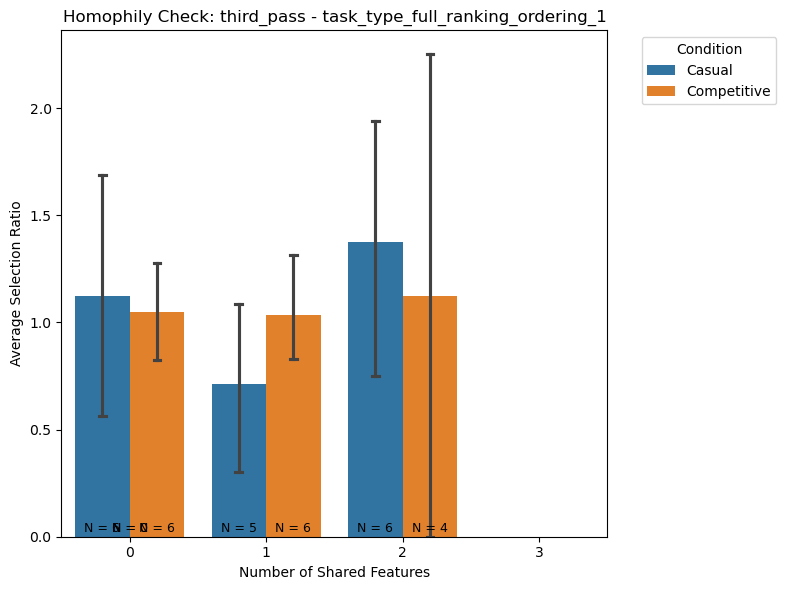 Homophily Check: third_pass - task_type_full_ranking_ordering_1
Condition
Casual
Competitive
Average Selection Ratio
2.0
1.5
1.0
0.5
0.0
N = 6
N = 5
N = 6
N = 6
N = 4
0
1
2
3
Number of Shared Features